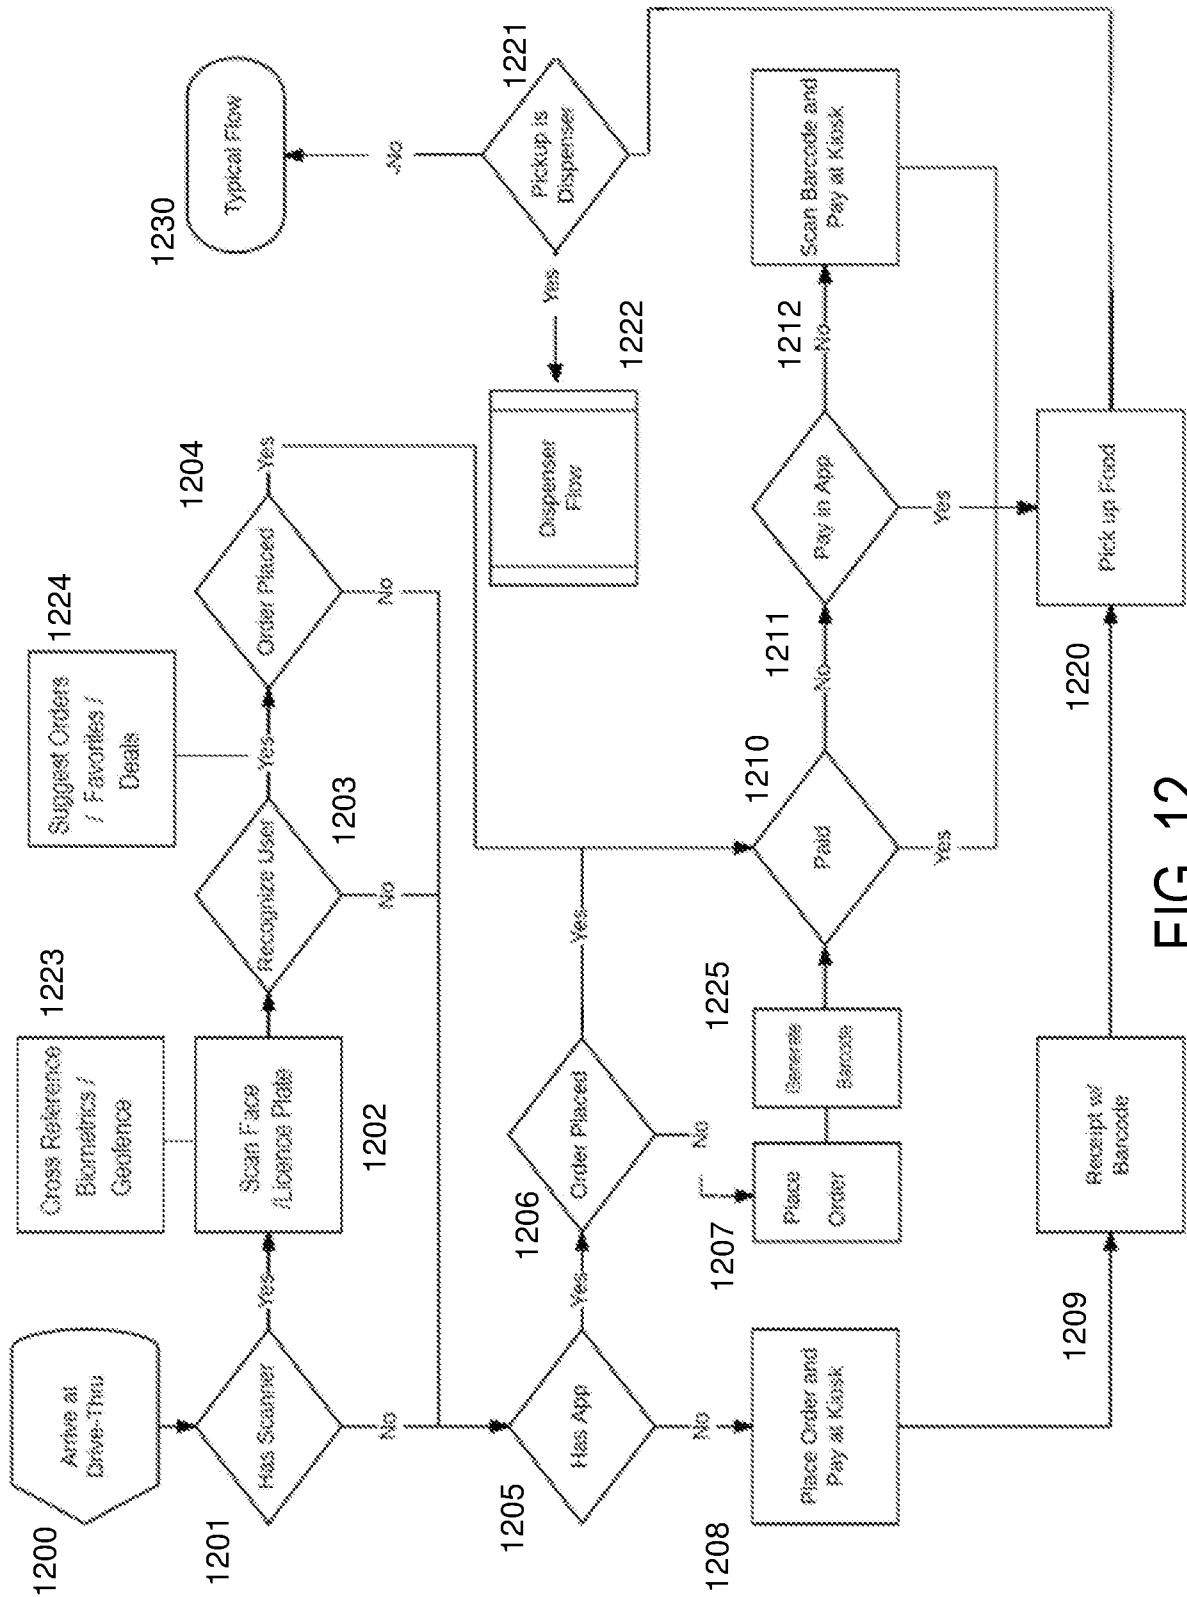 1200
Arrive at
Drive-Thru
1201
Has Scanner
Yes
No
Cross Reference
Biometrics /
Geofence
1223
Scan Face
/Licence Plate
1202
Recognize User
1203
Yes
No
Suggest Orders
/ Favorites /
Deals
1224
Order Placed
1204
Yes
No
Typical Flow
1230
No
Pickup is
Dispenser
1221
Yes
Dispenser
Flow
1222
1205
Has App
Yes
No
1206
Order Placed
Yes
No
1207
Place
Order
Generate
Barcode
1225
Paid
1210
No
Yes
1211
Pay in App
No
Yes
1212
Scan Barcode and
Pay at Kiosk
1208
Place Order and
Pay at Kiosk
1209
Receipt w/
Barcode
1220
Pick up Food
FIG. 12